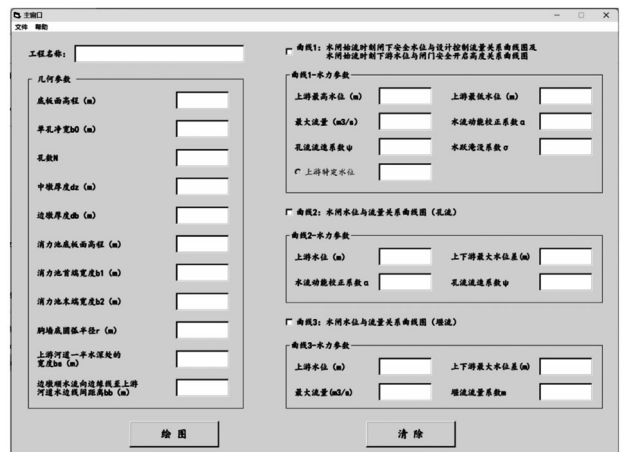 主窗口
文件 帮助
工程名称:
几何参数
底板面高程 (m)
单孔净宽b0 (m)
孔数N
中墩厚度dz (m)
边墩厚度db (m)
消力池底板面高程 (m)
消力池首端宽度b1 (m)
消力池末端宽度b2 (m)
胸墙底圆弧半径r (m)
上游河道一半水深处的
宽度bs (m)
边墩顺水流向边缘线至上游
河道水边线间距离bb (m)
曲线1: 水闸始流时刻闸下安全水位与设计控制流量关系曲线图及
水闸始流时刻下游水位与闸门安全开启高度关系曲线图
曲线1-水力参数
上游最高水位 (m)
上游最低水位 (m)
最大流量 (m3/s)
水流动能校正系数α
孔流流速系数ψ
水跃淹没系数σ
上游特定水位
曲线2: 水闸水位与流量关系曲线图 (孔流)
曲线2-水力参数
上游水位 (m)
上下游最大水位差(m)
水流动能校正系数α
孔流流速系数ψ
曲线3: 水闸水位与流量关系曲线图 (堰流)
曲线3-水力参数
上游水位 (m)
上下游最大水位差(m)
最大流量(m3/s)
堰流流量系数m
绘 图
清 除